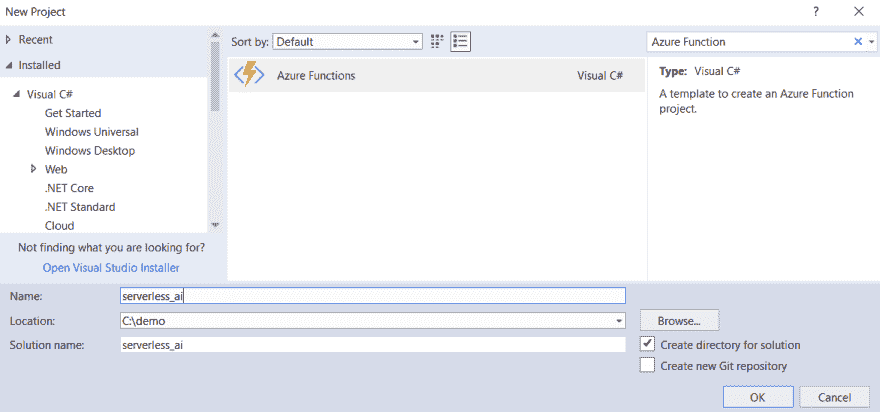 New Project
? ×
Recent
Installed
Visual C#
Get Started
Windows Universal
Windows Desktop
Web
.NET Core
.NET Standard
Cloud
Not finding what you are looking for?
Open Visual Studio Installer
Sort by: Default
Azure Functions Visual C#
Azure Function
Type: Visual C#
A template to create an Azure Function
project.
Name: serverless_ai
Location: C:\demo
Browse...
Solution name: serverless_ai
Create directory for solution
Create new Git repository
OK Cancel